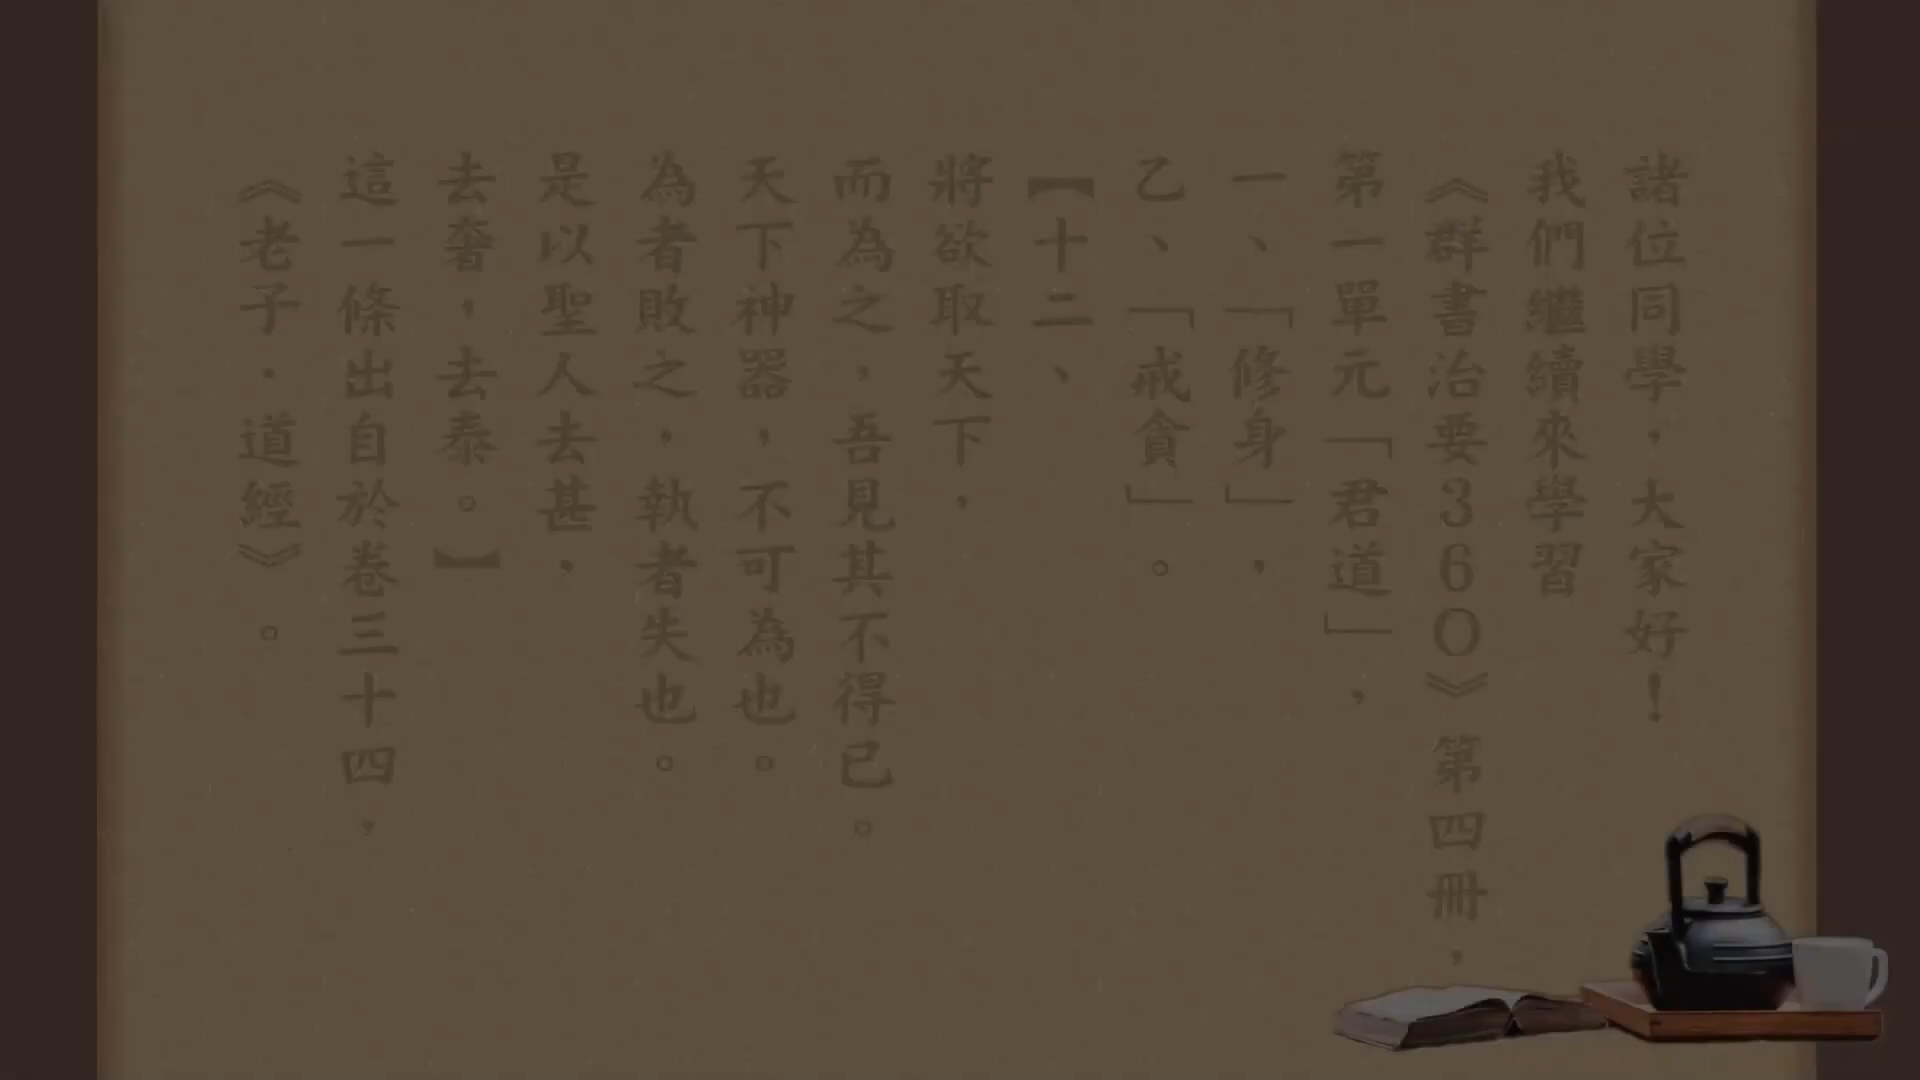 諸位同學，大家好！
我們繼續來學習
《群書治要360》第四冊，
第一單元「君道」，
一、「修身」，
乙、「戒貪」。
【十二、
將欲取天下，
而為之，吾見其不得已。
天下神器，不可為也。
為者敗之，執者失也。
是以聖人去甚，
去奢，去泰。】
這一條出自於卷三十四，
《老子．道經》。